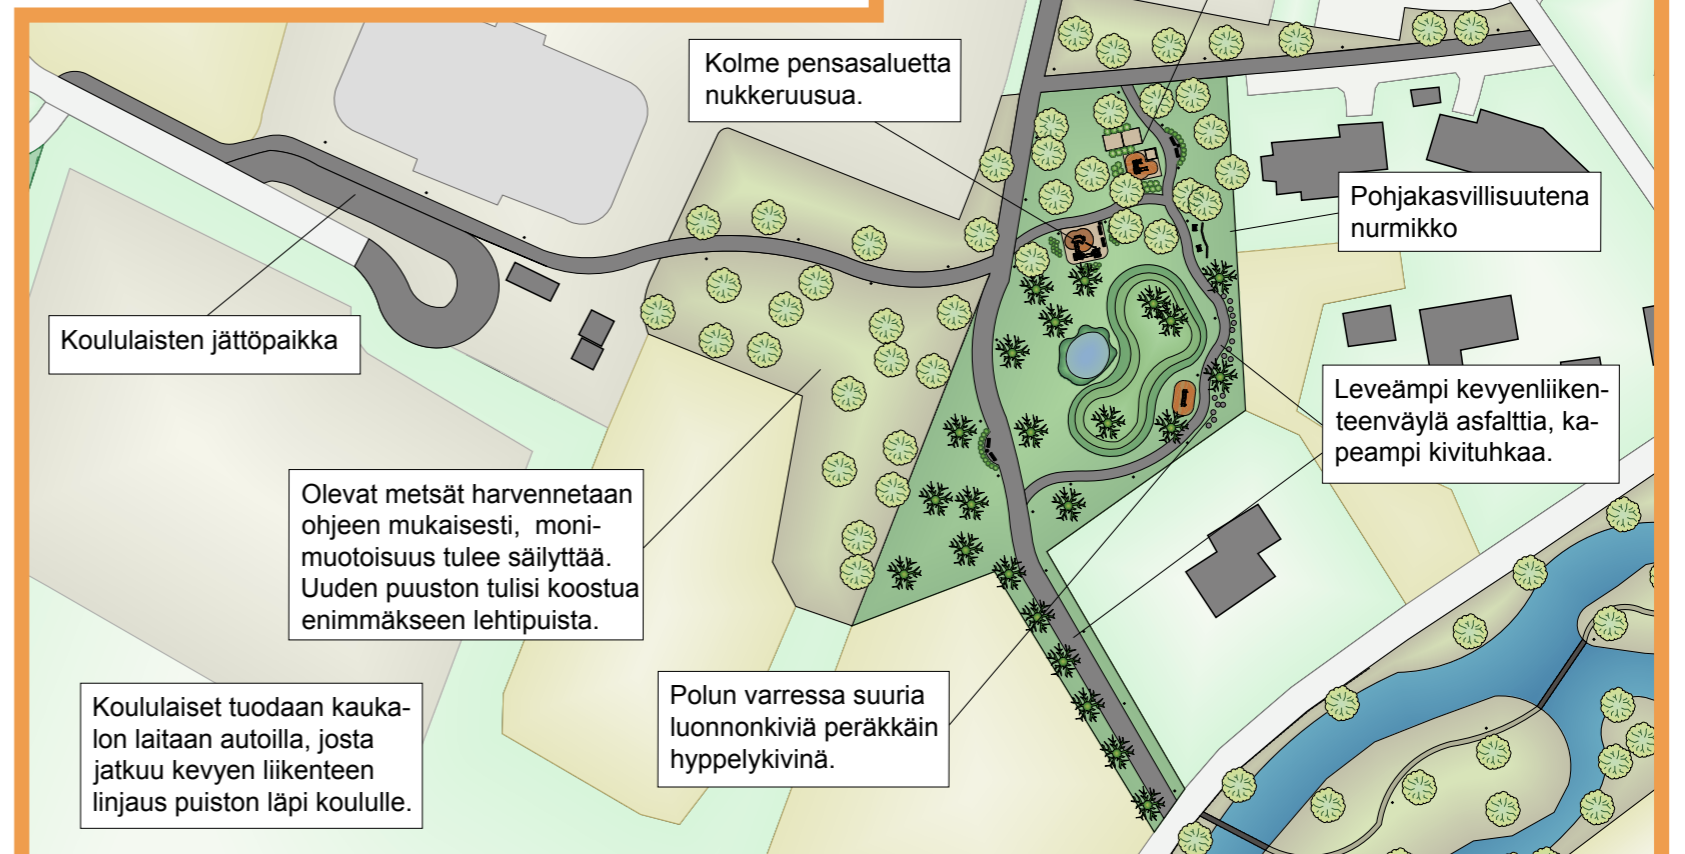 Kolme pensasaluetta
nukkeruusua.
Pohjakasvillisuutena
nurmikko
Koululaisten jättöpaikka
Leveämpi kevyenliiken-
teenväylä asfalttia, ka-
peampi kivituhkaa.
Olevat metsät harvennetaan
ohjeen mukaisesti, moni-
muotoisuus tulee säilyttää.
Uuden puuston tulisi koostua
enimmäkseen lehtipuista.
Koululaiset tuodaan kauka-
lon laitaan autoilla, josta
jatkuu kevyen liikenteen
linjaus puiston läpi koululle.
Polun varressa suuria
luonnonkiviä peräkkäin
hyppelykivinä.